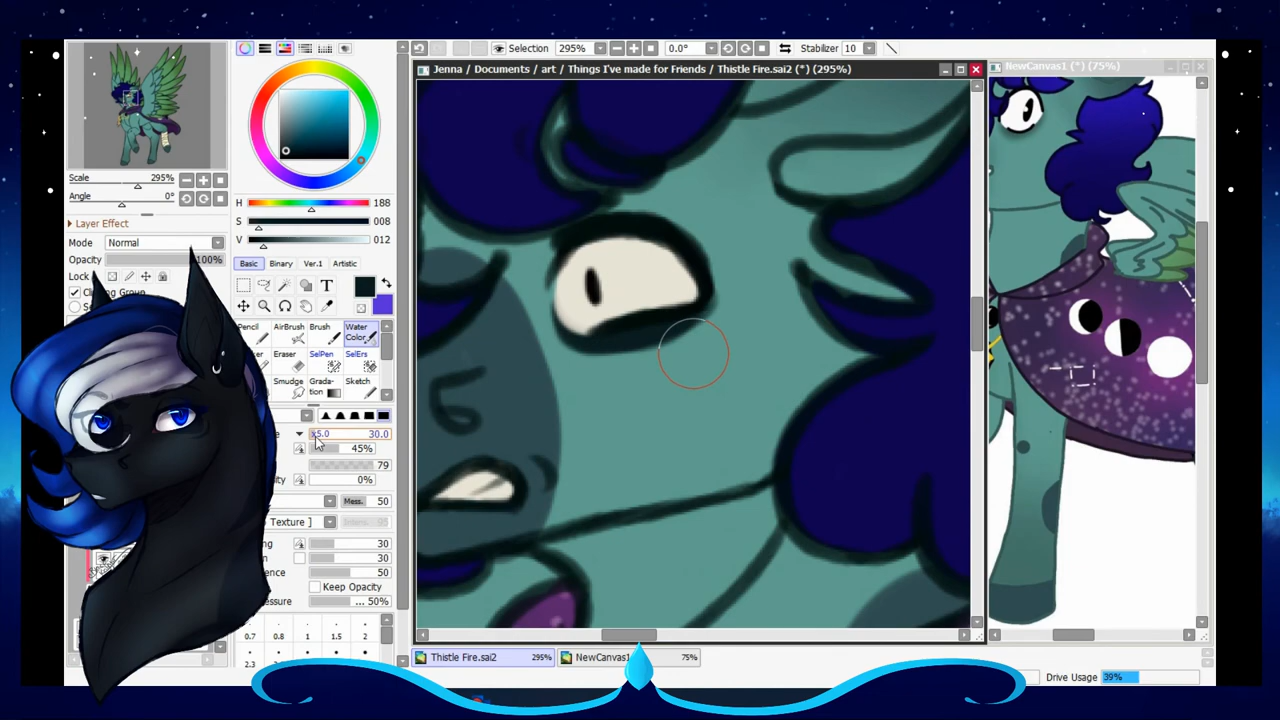 Selection 295% 0.0° Stabilizer 10
Jenna / Documents / art / Things I've made for Friends / Thistle Fire.sai2 (*) (295%)
NewCanvas1 (*) (75%)
Scale 295%
Angle 0°
Layer Effect
Mode Normal
Opacity 100%
Lock
H 188
S 008
V 012
Basic Binary Ver.1 Artistic
T
Pencil AirBrush Brush Water Color
Eraser SelPen SelErs
Smudge Gradation Sketch
x5.0 30.0
45%
79
0%
Mess. 50
Texture ]
30
30
50
Keep Opacity
... 50%
0.7 0.8 1 1.5 2
2.3
Thistle Fire.sai2 295% NewCanvas1 75%
Drive Usage 39%